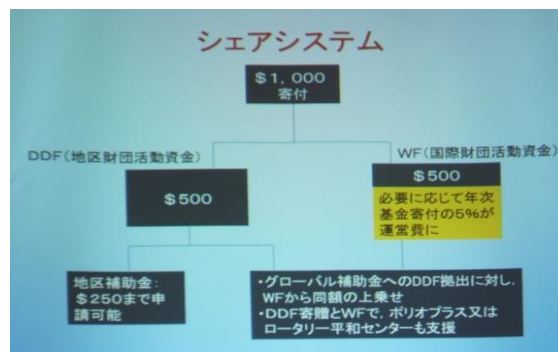 シェアシステム
$1,000
寄付
DDF(地区財団活動資金)
WF(国際財団活動資金)
$500
$500
必要に応じて年次
基金寄付の5%が
運営費に
地区補助金:
$250まで申
請可能
・グローバル補助金へのDDF拠出に対し,
WFから同額の上乗せ
・DDF寄贈とWFで,ポリオプラス又は
ロータリー平和センターも支援